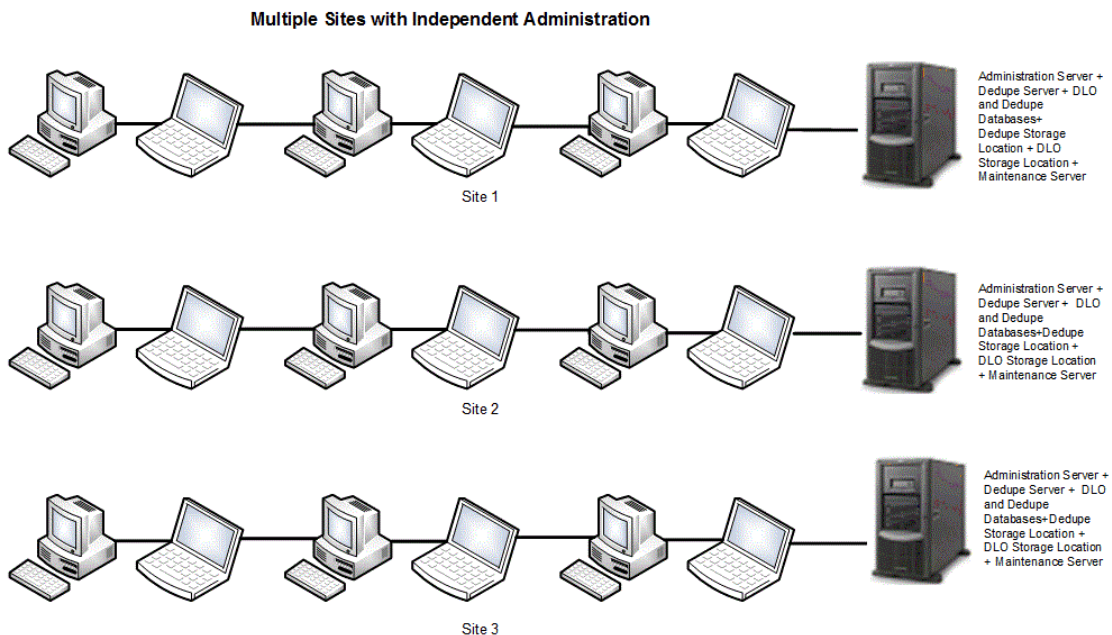 Multiple Sites with Independent Administration
Administration Server +
Dedupe Server + DLO
and Dedupe
Databases+
Dedupe Storage
Location + DLO
Storage Location +
Maintenance Server
Site 1
Administration Server +
Dedupe Server + DLO
and Dedupe
Databases+Dedupe
Storage Location +
DLO Storage Location
+ Maintenance Server
Site 2
Administration Server +
Dedupe Server + DLO
and Dedupe
Databases+Dedupe
Storage Location +
DLO Storage Location
+ Maintenance Server
Site 3